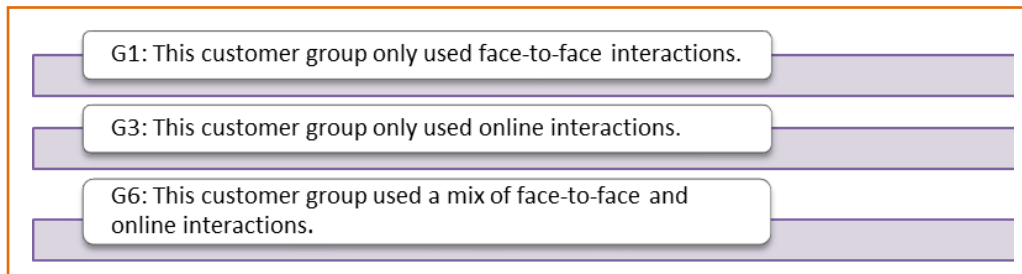 G1: This customer group only used face-to-face interactions.
G3: This customer group only used online interactions.
G6: This customer group used a mix of face-to-face and
online interactions.